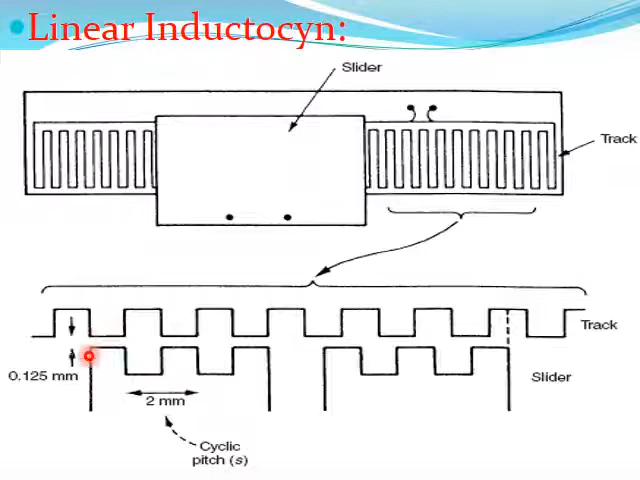 Linear Inductocyn:
Slider
Track
Track
0.125 mm
Slider
2 mm
Cyclic
pitch (s)